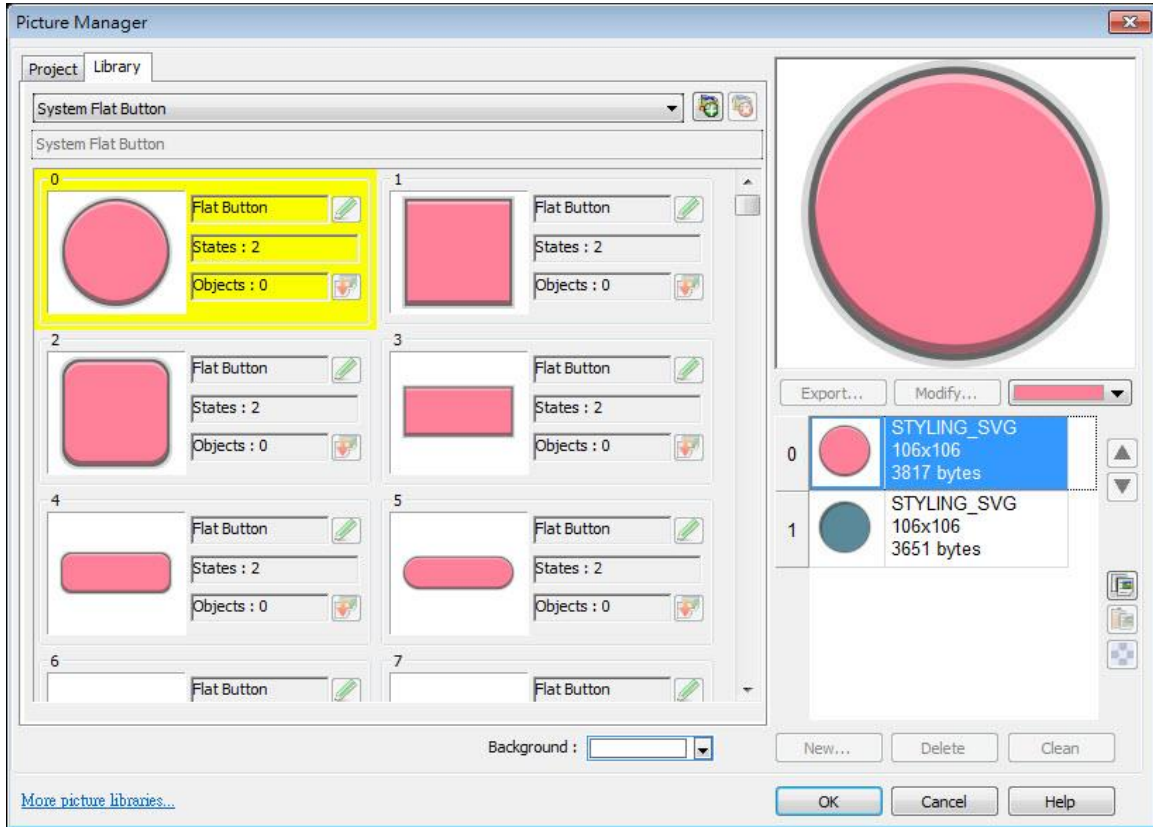 Picture Manager
Project Library
System Flat Button
System Flat Button
0
Flat Button
States : 2
Objects : 0
1
Flat Button
States : 2
Objects : 0
2
Flat Button
States : 2
Objects : 0
3
Flat Button
States : 2
Objects : 0
4
Flat Button
States : 2
Objects : 0
5
Flat Button
States : 2
Objects : 0
6
Flat Button
7
Flat Button
Background :
Export... Modify...
0
STYLING_SVG
106x106
3817 bytes
1
STYLING_SVG
106x106
3651 bytes
New... Delete Clean
More picture libraries...
OK Cancel Help